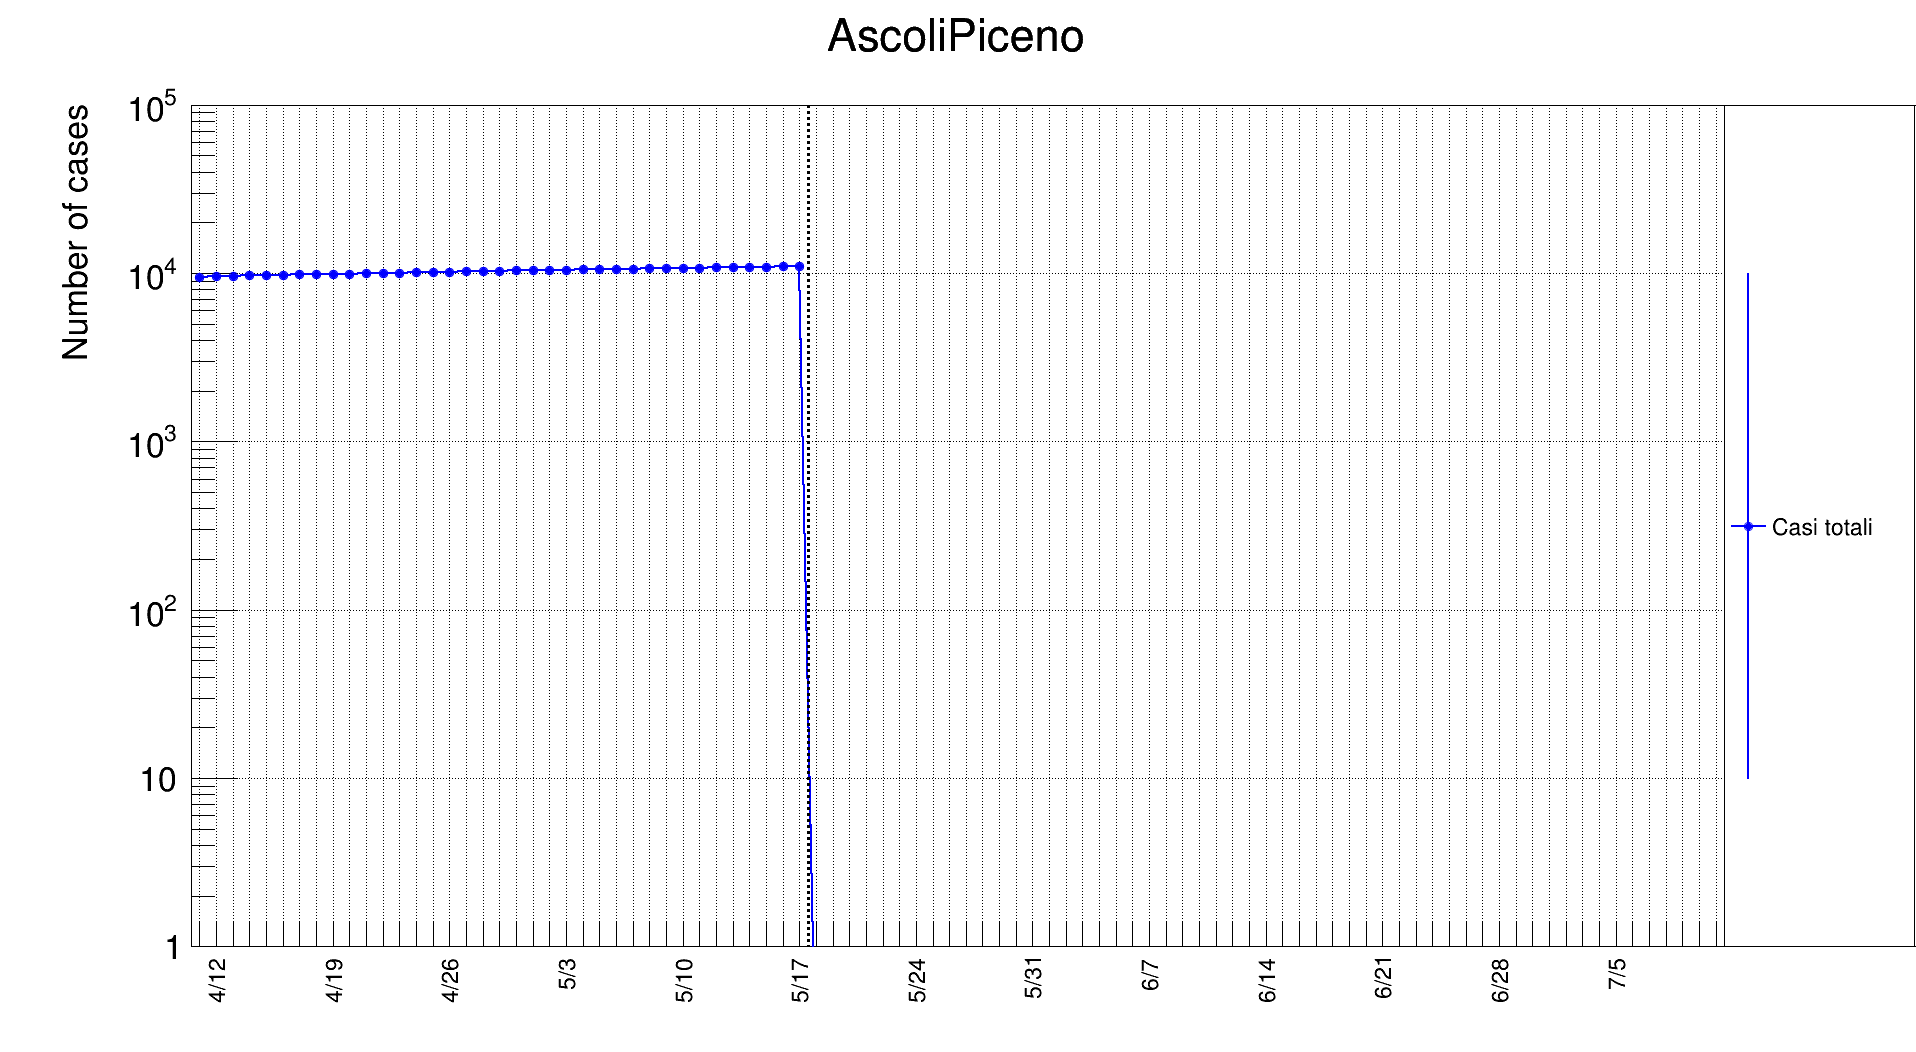 AscoliPiceno
Number of cases
10^5
10^4
10^3
10^2
10
1
4/12 4/19 4/26 5/3 5/10 5/17 5/24 5/31 6/7 6/14 6/21 6/28 7/5
Casi totali